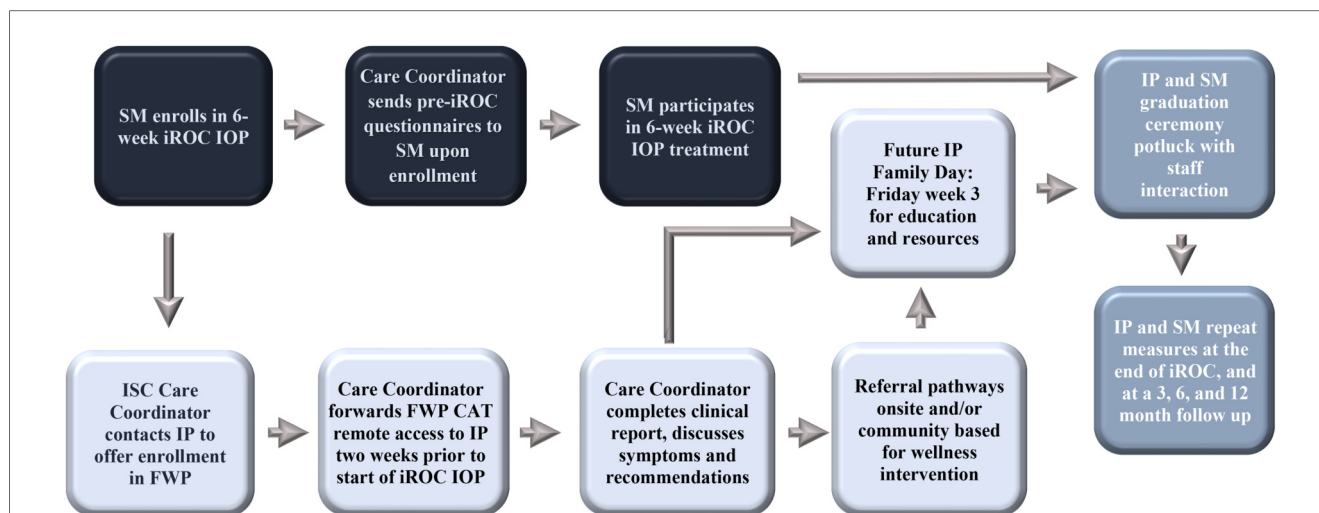 SM enrolls in 6-
week iROC IOP
Care Coordinator
sends pre-iROC
questionnaires to
SM upon
enrollment
SM participates
in 6-week iROC
IOP treatment
Future IP
Family Day:
Friday week 3
for education
and resources
IP and SM
graduation
ceremony
potluck with
staff
interaction
ISC Care
Coordinator
contacts IP to
offer enrollment
in FWP
Care Coordinator
forwards FWP CAT
remote access to IP
two weeks prior to
start of iROC IOP
Care Coordinator
completes clinical
report, discusses
symptoms and
recommendations
Referral pathways
onsite and/or
community based
for wellness
intervention
IP and SM repeat
measures at the
end of iROC, and
at a 3, 6, and 12
month follow up